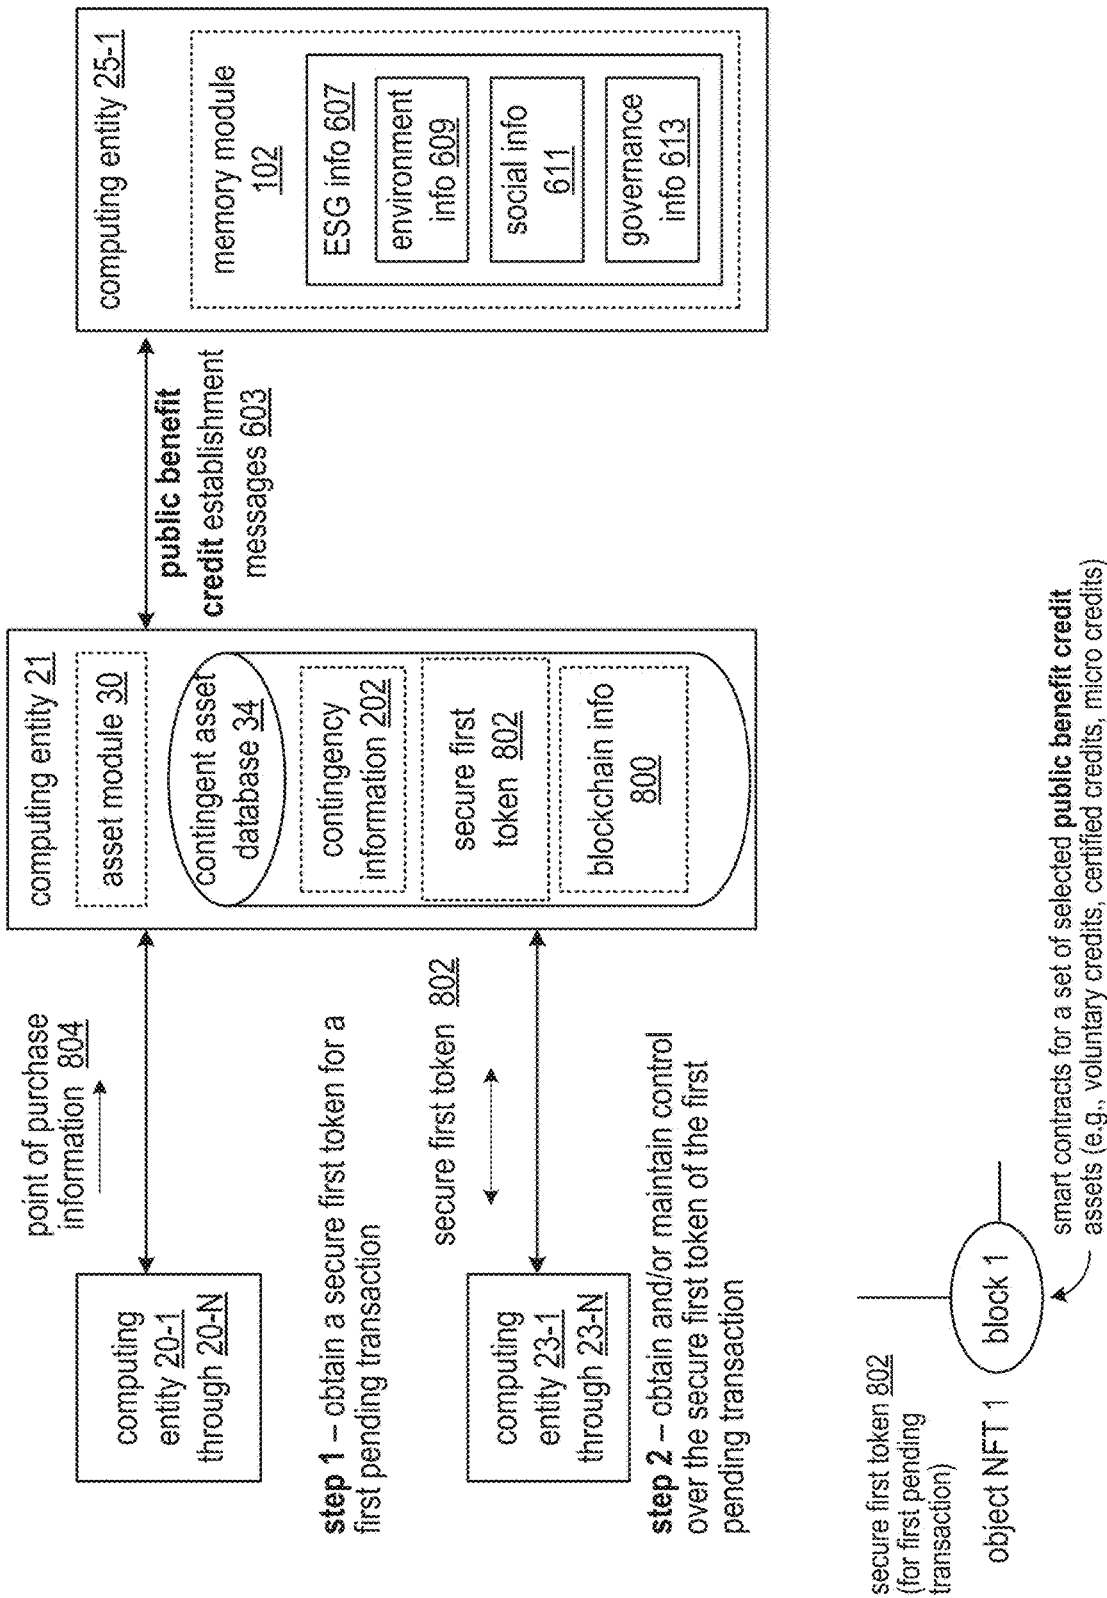 computing
entity 20-1
through 20-N
point of purchase
information 804
step 1 – obtain a secure first token for a
first pending transaction
computing
entity 23-1
through 23-N
secure first token 802
step 2 – obtain and/or maintain control
over the secure first token of the first
pending transaction
computing entity 21
asset module 30
contingent asset
database 34
contingency
information 202
secure first
token 802
blockchain info
800
public benefit
credit establishment
messages 603
computing entity 25-1
memory module
102
ESG info 607
environment
info 609
social info
611
governance
info 613
secure first token 802
(for first pending
transaction)
object NFT 1
block 1
smart contracts for a set of selected public benefit credit
assets (e.g., voluntary credits, certified credits, micro credits)